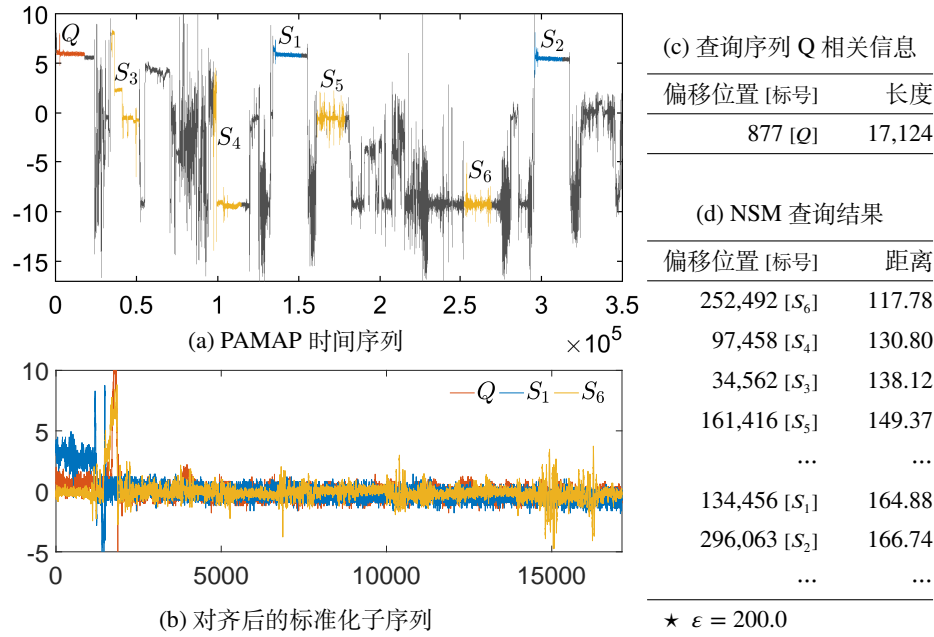 10
5
0
-5
-10
-15
Q
S3
S4
S1
S5
S6
S2
0 0.5 1 1.5 2 2.5 3 3.5
(a) PAMAP 时间序列 × 10^5
10
5
0
-5
Q S1 S6
0 5000 10000 15000
(b) 对齐后的标准化子序列
(c) 查询序列 Q 相关信息
偏移位置 [标号] 长度
877 [Q] 17,124
(d) NSM 查询结果
偏移位置 [标号] 距离
252,492 [S6] 117.78
97,458 [S4] 130.80
34,562 [S3] 138.12
161,416 [S5] 149.37
... ...
134,456 [S1] 164.88
296,063 [S2] 166.74
... ...
★ ε = 200.0